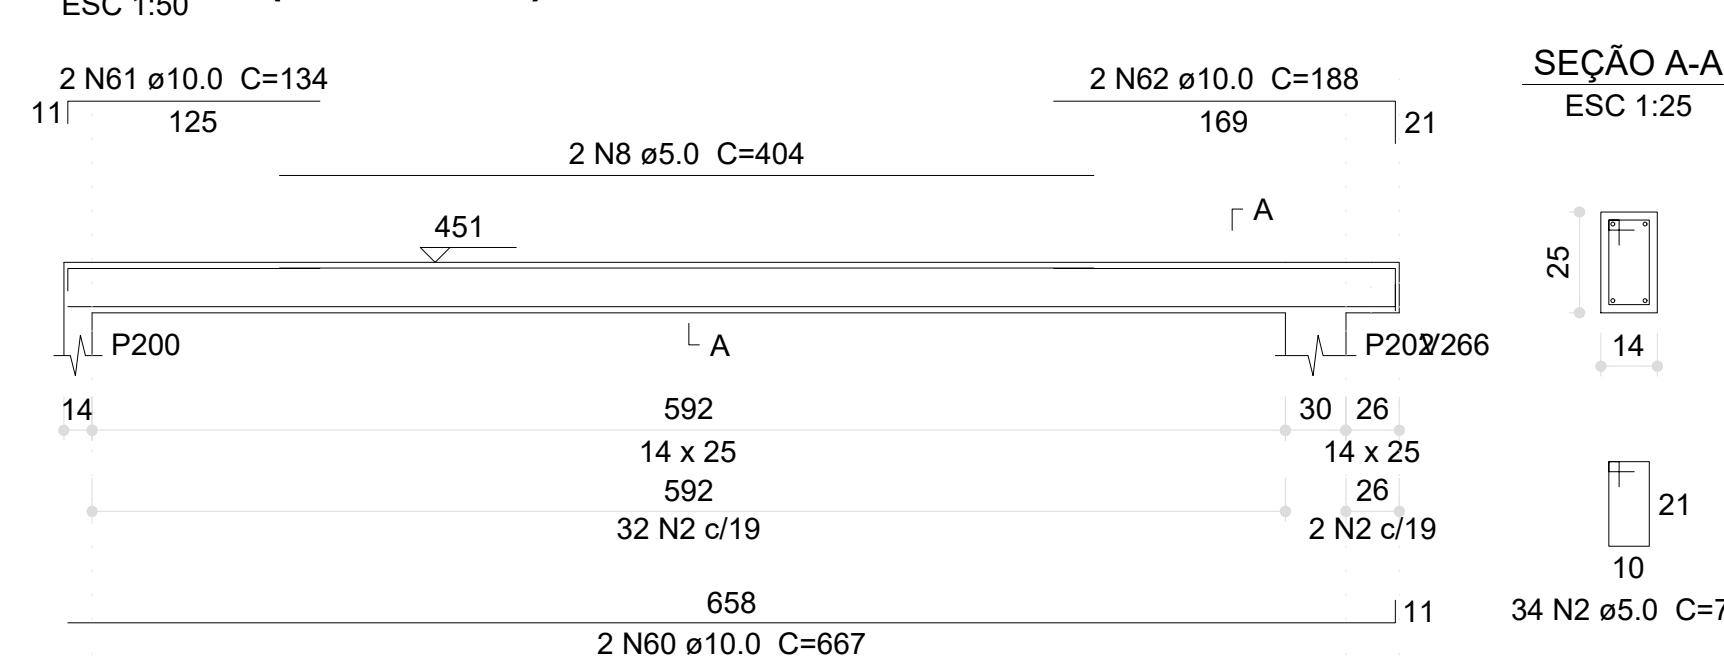 ESC 1:50
SEÇÃO A-A
ESC 1:25
2 N61 ø10.0 C=134
11
125
2 N62 ø10.0 C=188
169
21
2 N8 ø5.0 C=404
451
A
A
P200
P202
V266
25
14
14
592
30
26
14 x 25
14 x 25
592
26
32 N2 c/19
2 N2 c/19
21
10
34 N2 ø5.0 C=7
658
11
2 N60 ø10.0 C=667